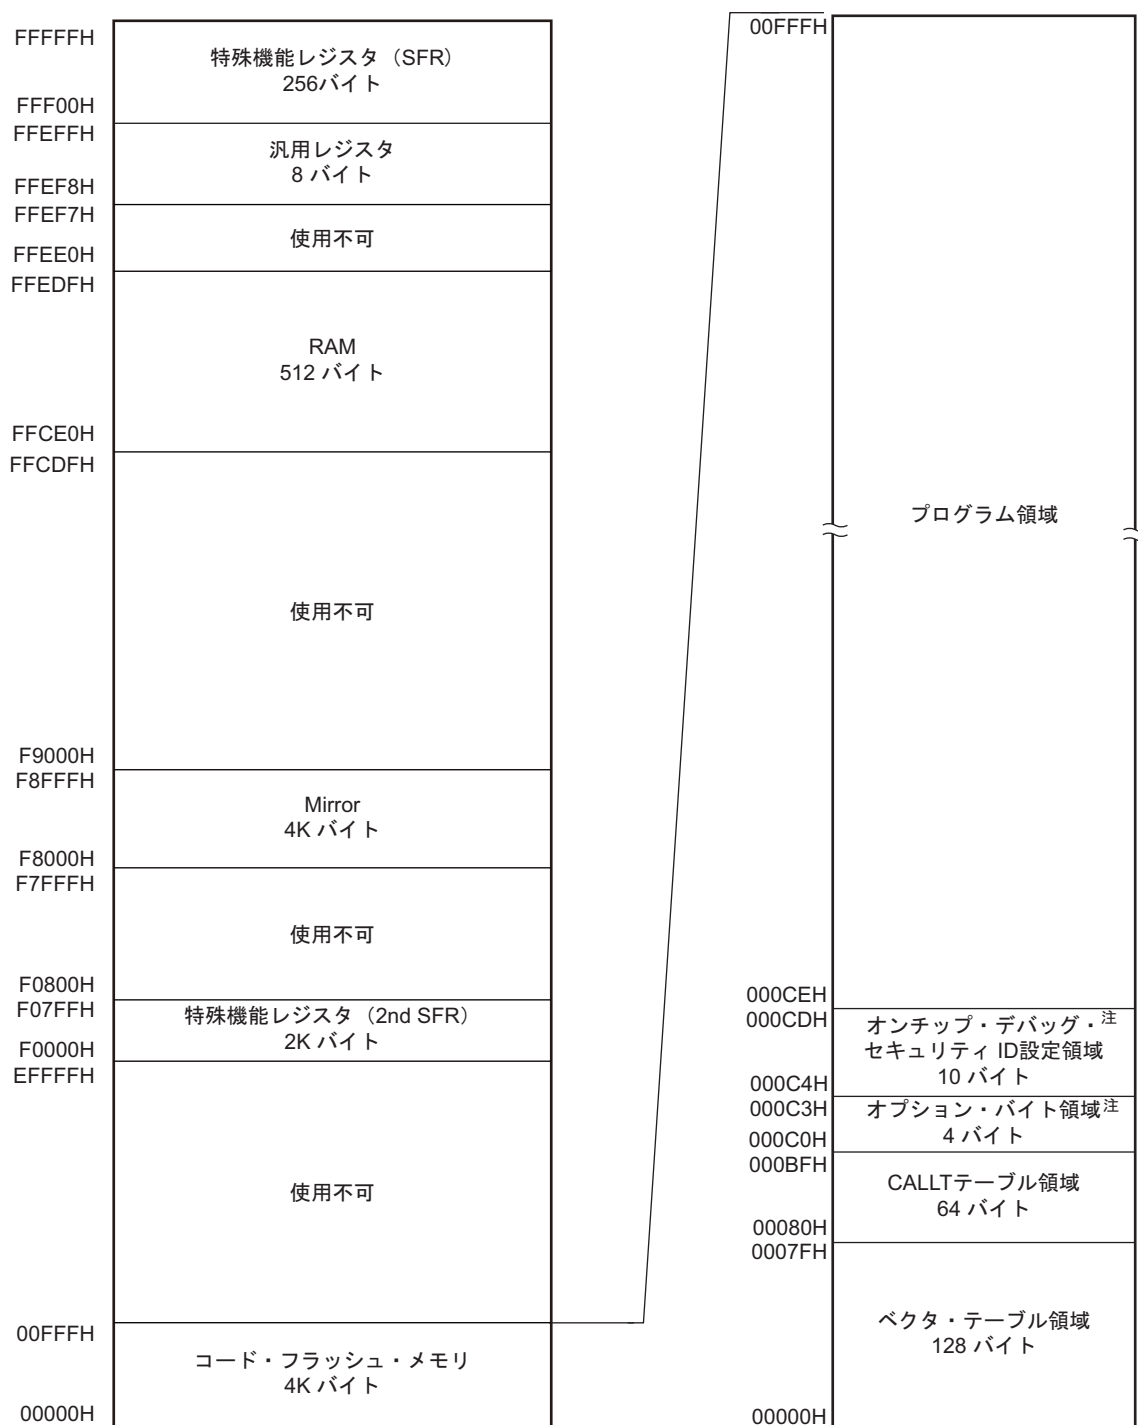 FFFFFH
特殊機能レジスタ（SFR）
256バイト
FFF00H
FFEFFH
汎用レジスタ
8 バイト
FFEF8H
FFEF7H
使用不可
FFEE0H
FFEDFH
RAM
512 バイト
FFCE0H
FFCDFH
使用不可
F9000H
F8FFFH
Mirror
4K バイト
F8000H
F7FFFH
使用不可
F0800H
F07FFH
特殊機能レジスタ（2nd SFR）
2K バイト
F0000H
EFFFFH
使用不可
00FFFH
コード・フラッシュ・メモリ
4K バイト
00000H
00FFFH
プログラム領域
000CEH
000CDH
オンチップ・デバッグ・注
セキュリティ ID設定領域
10 バイト
000C4H
000C3H
オプション・バイト領域注
4 バイト
000C0H
000BFH
CALLTテーブル領域
64 バイト
00080H
0007FH
ベクタ・テーブル領域
128 バイト
00000H